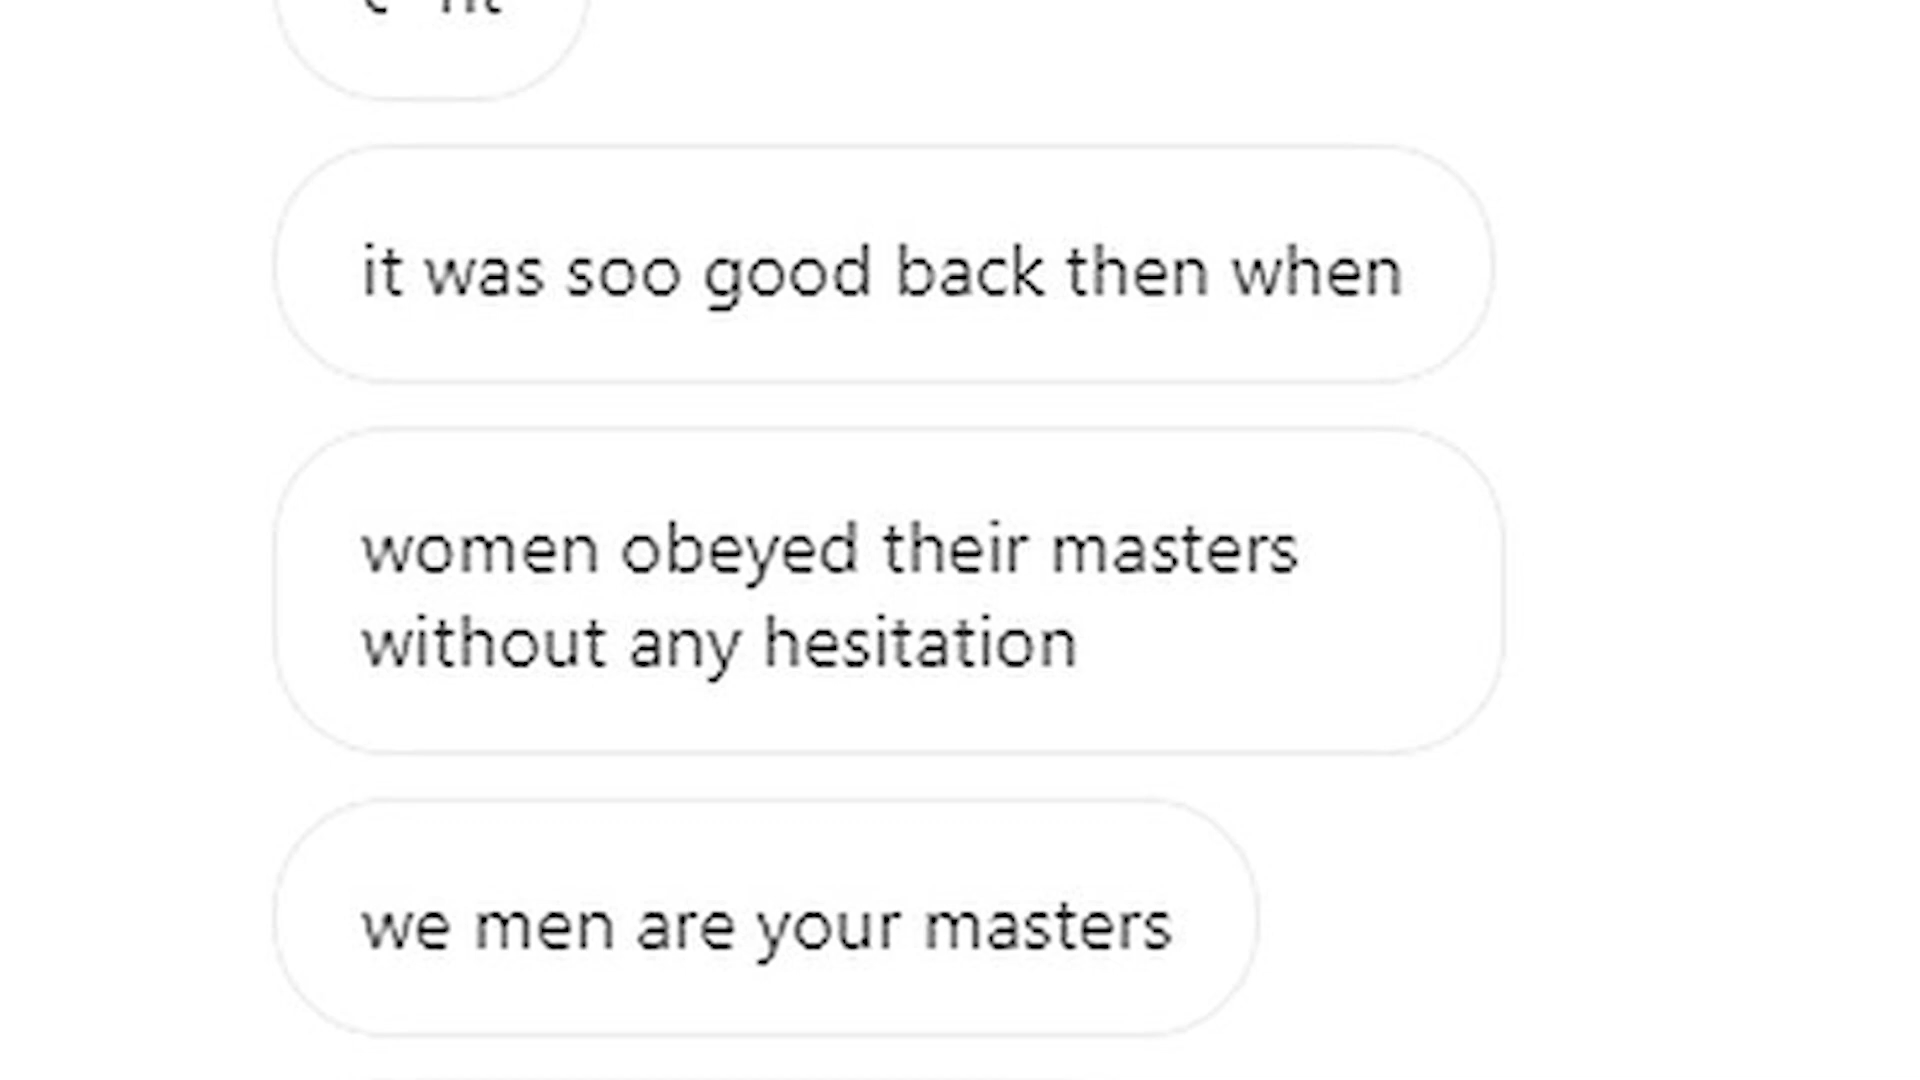 it was soo good back then when
women obeyed their masters
without any hesitation
we men are your masters